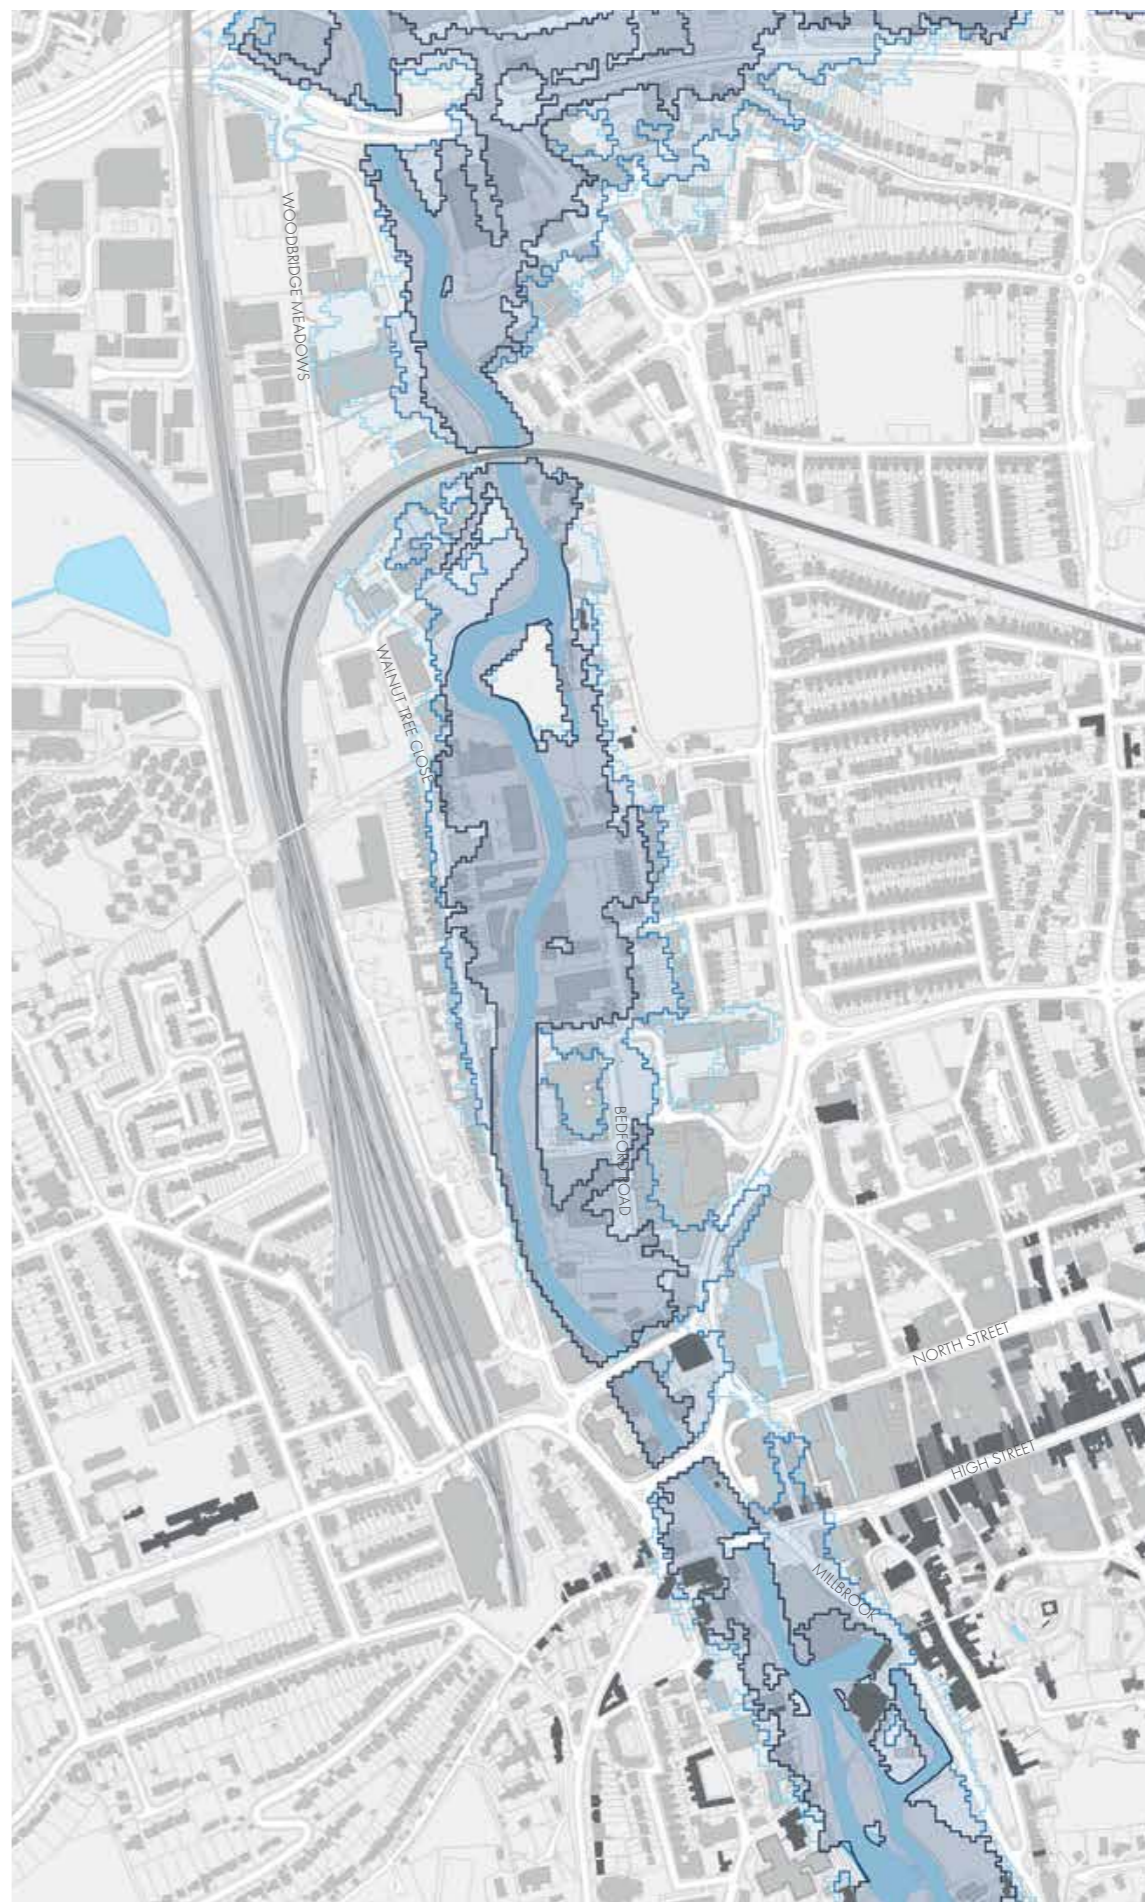 WOODBRIDGE MEADOWS
WALNUT TREE CLOSE
BEDFORD ROAD
NORTH STREET
HIGH STREET
MILLBROOK